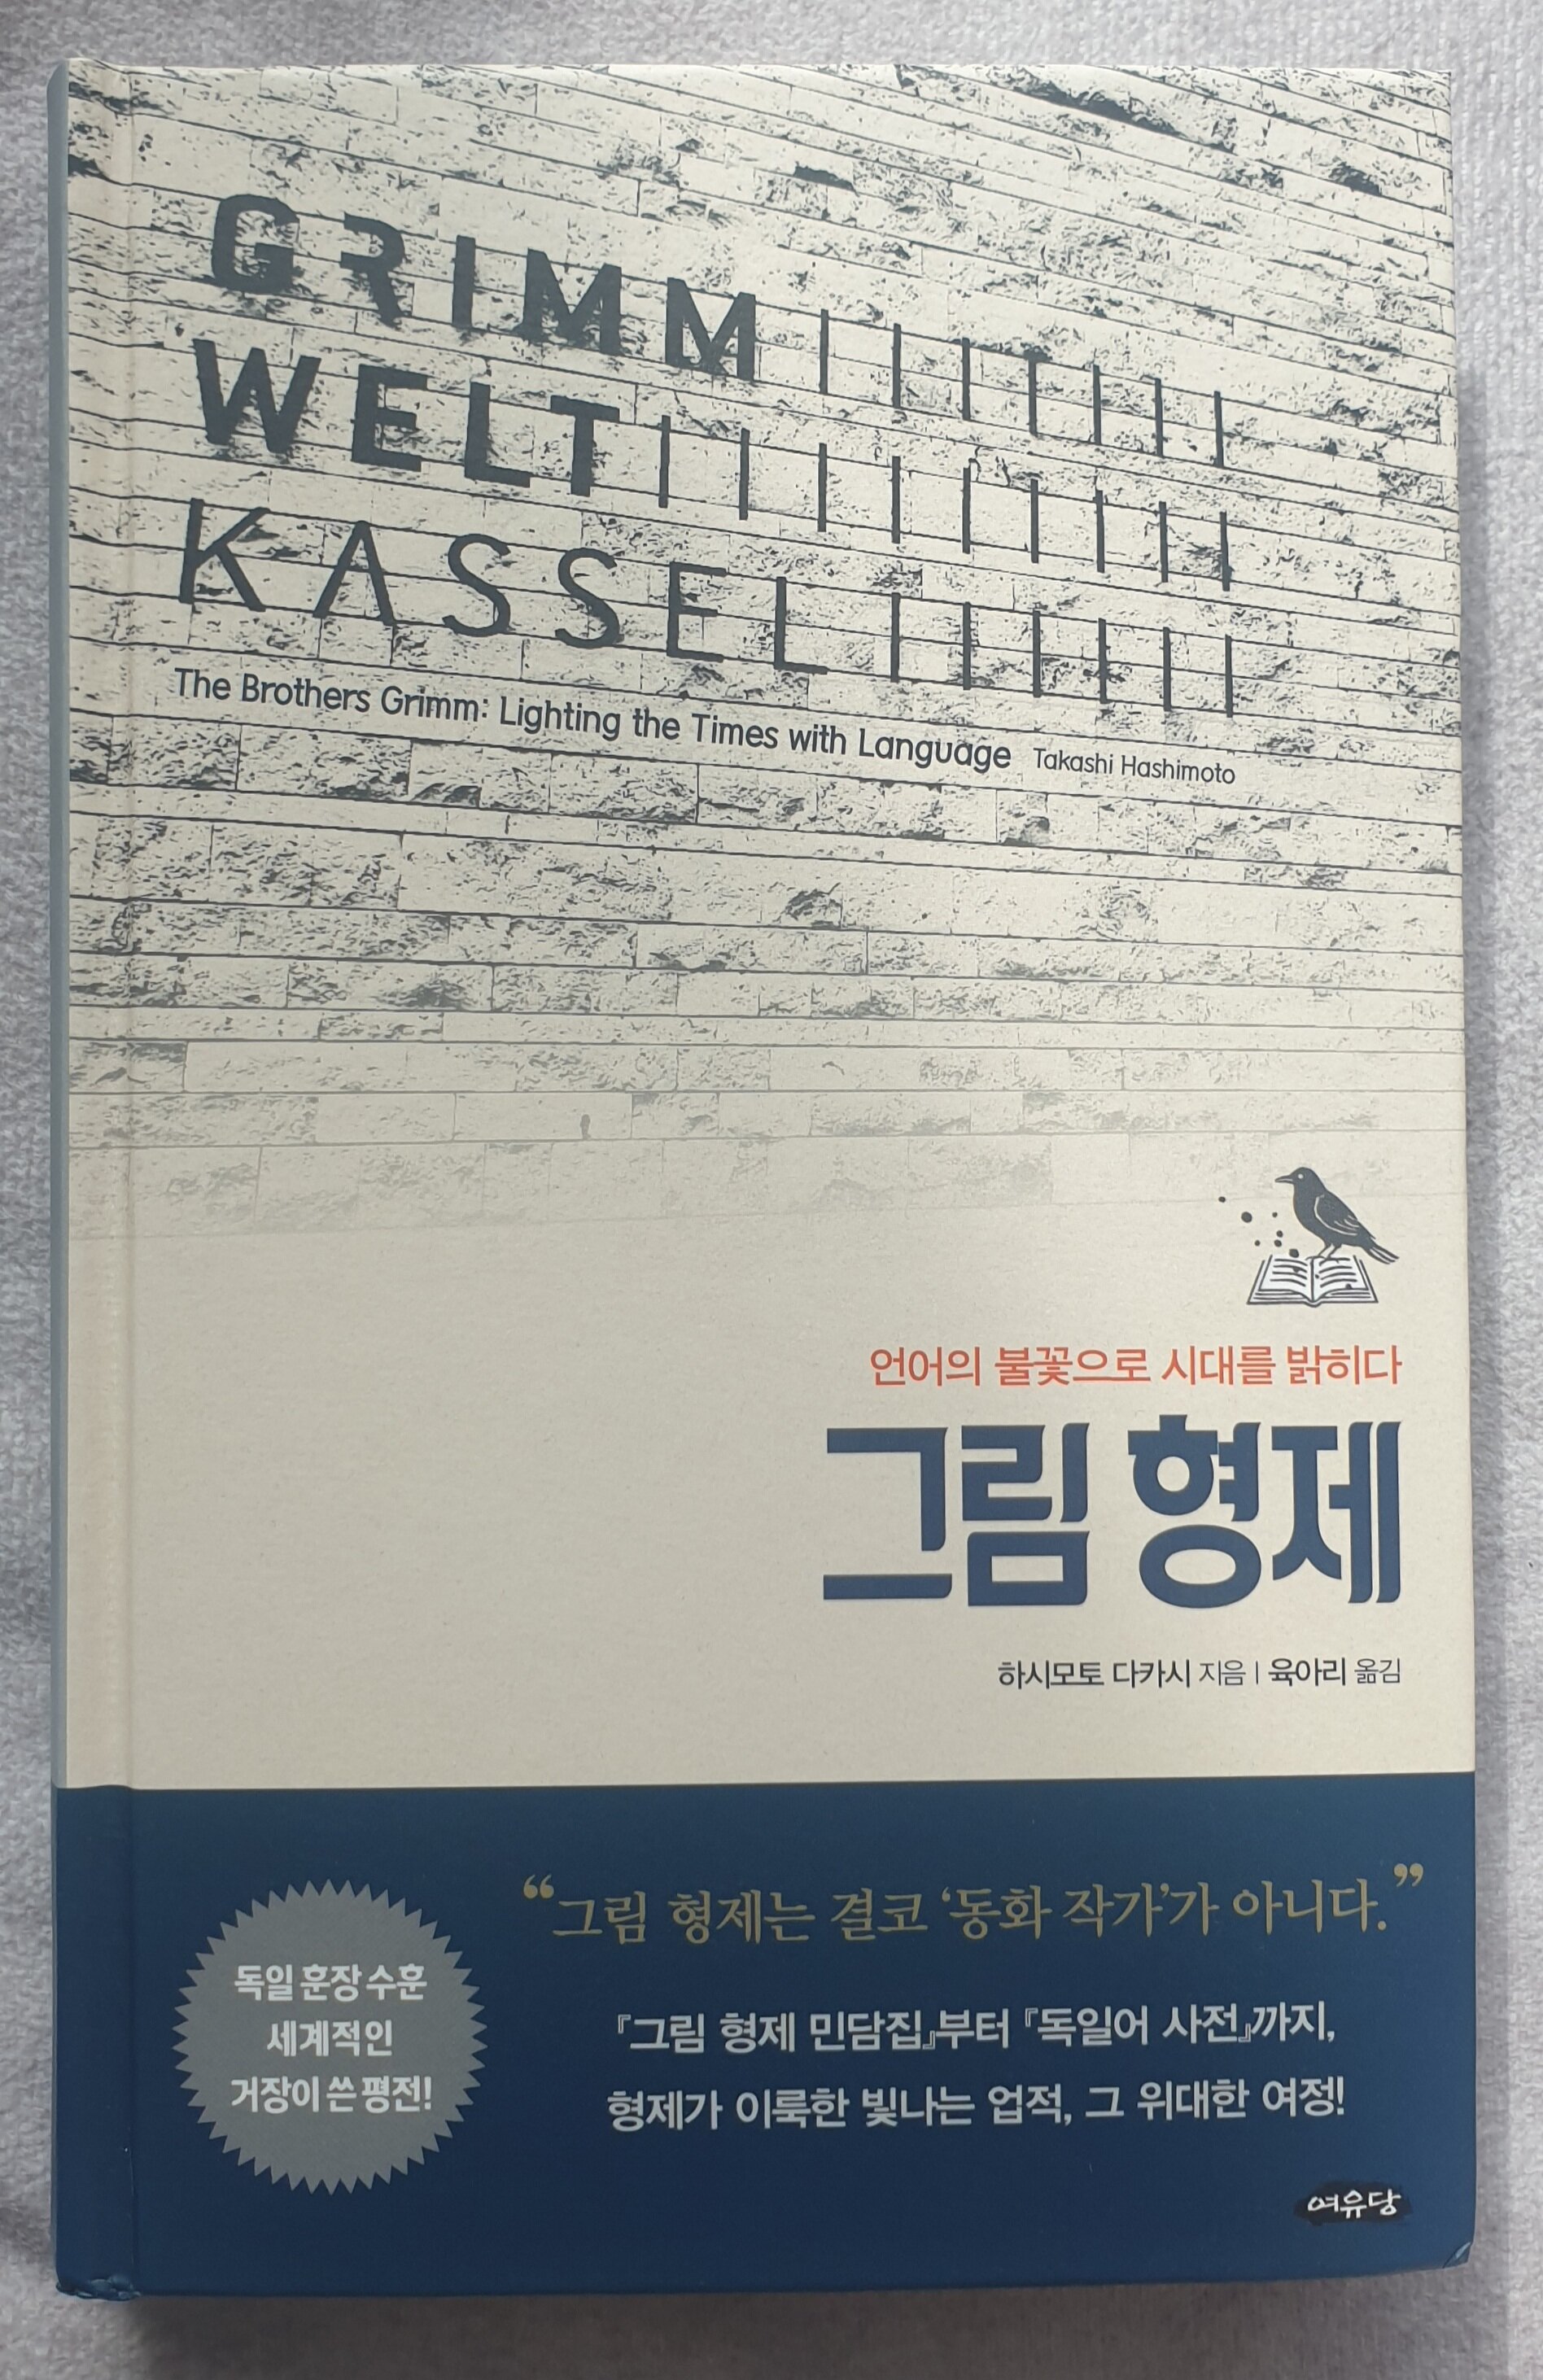 GRIMM
WELT
KASSEL
The Brothers Grimm: Lighting the Times with Language Takashi Hashimoto
언어의 불꽃으로 시대를 밝히다
그림 형제
하시모토 다카시 지음 | 육아리 옮김
“그림 형제는 결코 ‘동화 작가’가 아니다.”
독일 훈장 수훈
세계적인
거장이 쓴 평전!
『그림 형제 민담집』부터 『독일어 사전』까지,
형제가 이룩한 빛나는 업적, 그 위대한 여정!
여유당